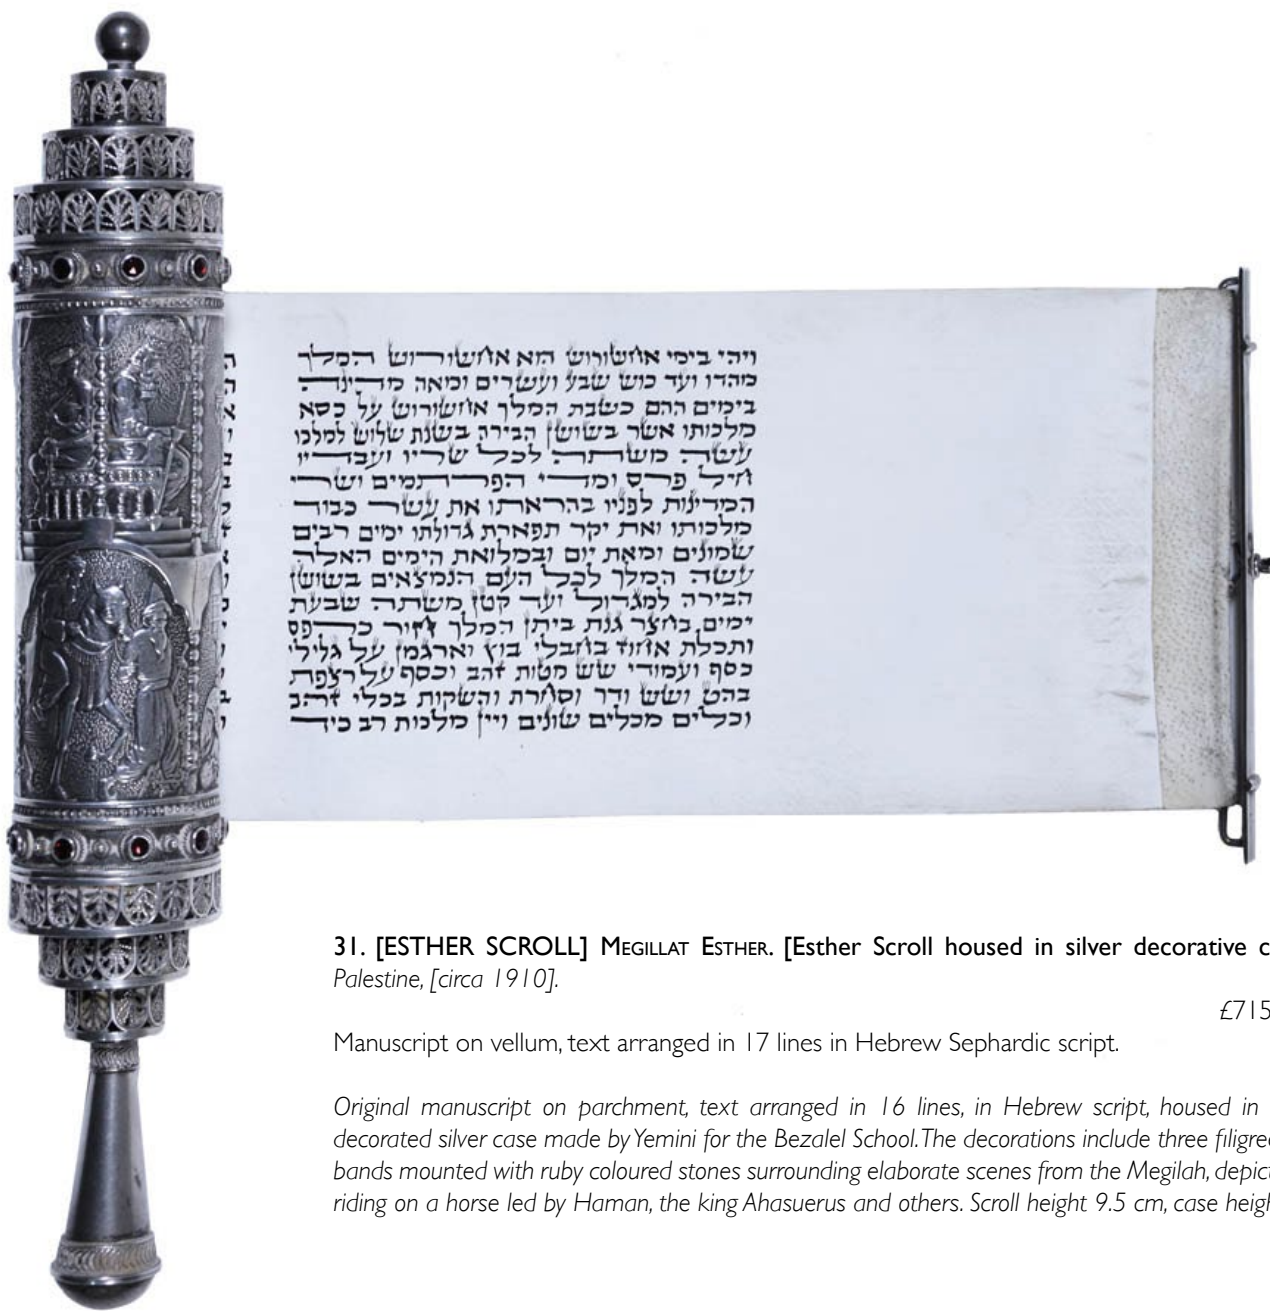 ויהי בימי אחשורוש הוא אחשורוש המלך
מהדו ועד כוש שבע ועשרים ומאה מדינה
בימים ההם כשבת המלך אחשורוש על כסא
מלכותו אשר בשושן הבירה בשנת שלוש למלכו
עשה משתה לכל שריו ועבדיו
חיל פרס ומדי הפרתמים ושרי
המדינות לפניו בהראתו את עשר כבוד
מלכותו ואת יקר תפארת גדולתו ימים רבים
שמונים ומאת יום ובמלואת הימים האלה
עשה המלך לכל העם הנמצאים בשושן
הבירה למגדול ועד קטן משתה שבעת
ימים בחצר גנת ביתן המלך חור כרפס
ותכלת אחוז בחבלי בוץ וארגמן על גלילי
כסף ועמודי שש מטות זהב וכסף על רצפת
בהט ושש ודר וסחרת והשקות בכלי זהב
וכלים מכלים שונים ויין מלכות רב כיד
31. [ESTHER SCROLL] MEGILLAT ESTHER. [Esther Scroll housed in silver decorative
Palestine, [circa 1910].
£715
Manuscript on vellum, text arranged in 17 lines in Hebrew Sephardic script.
Original manuscript on parchment, text arranged in 16 lines, in Hebrew script, housed in
decorated silver case made by Yemini for the Bezalel School. The decorations include three
bands mounted with ruby coloured stones surrounding elaborate scenes from the Megilah,
riding on a horse led by Haman, the king Ahasuerus and others. Scroll height 9.5 cm, case